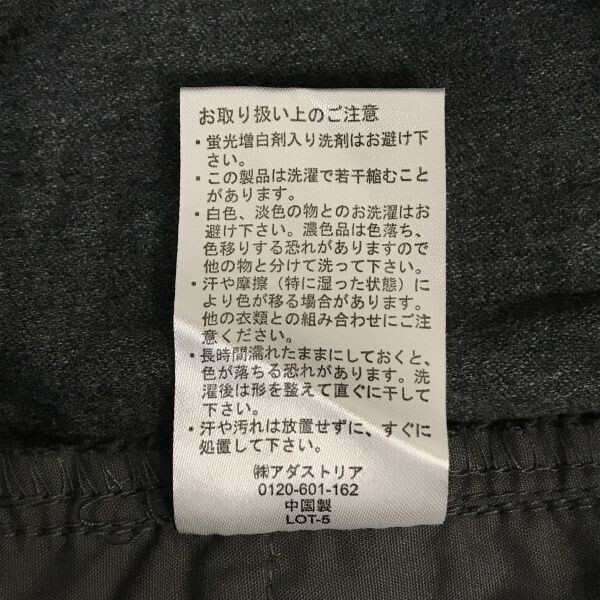 お取り扱い上のご注意
・蛍光増白剤入り洗剤はお避け下
さい。
・この製品は洗濯で若干縮むこと
があります。
・白色、淡色の物とのお洗濯はお
避け下さい。濃色品は色落ち、
色移りする恐れがありますので
他の物と分けて洗って下さい。
・汗や摩擦（特に湿った状態）に
より色が移る場合があります。
他の衣類との組み合わせにご注
意ください。
・長時間濡れたままにしておくと、
色が落ちる恐れがあります。洗
濯後は形を整えて直ぐに干して
下さい。
・汗や汚れは放置せずに、すぐに
処置して下さい。
㈱アダストリア
0120-601-162
中国製
LOT-5